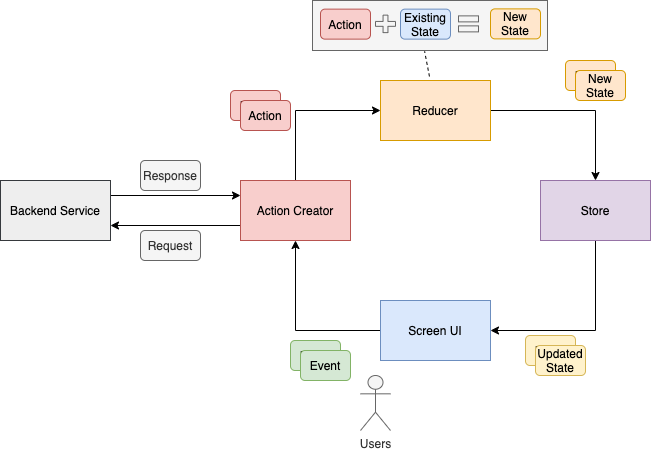 Action
Existing
State
New
State
Action
Reducer
New
State
Response
Backend Service
Action Creator
Store
Request
Screen UI
Event
Updated
State
Users